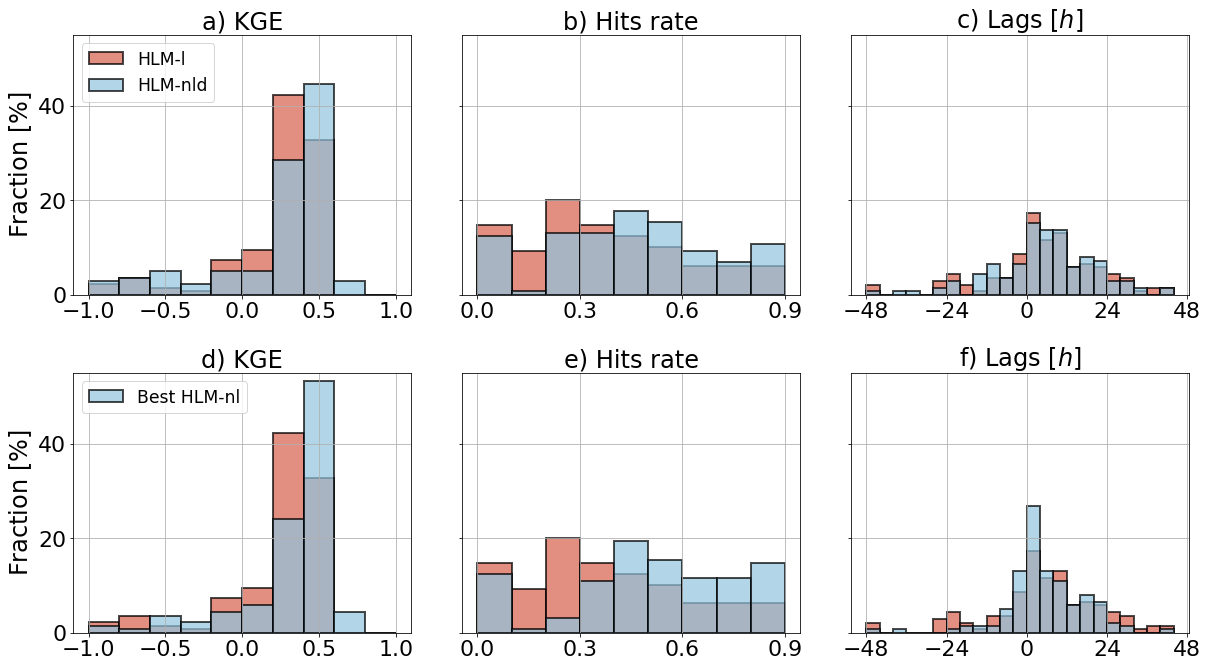 a) KGE
b) Hits rate
c) Lags [h]
HLM-l
HLM-nld
Fraction [%]
40
20
0
−1.0 −0.5 0.0 0.5 1.0
0.0 0.3 0.6 0.9
−48 −24 0 24 48
d) KGE
e) Hits rate
f) Lags [h]
Best HLM-nl
Fraction [%]
40
20
0
−1.0 −0.5 0.0 0.5 1.0
0.0 0.3 0.6 0.9
−48 −24 0 24 48